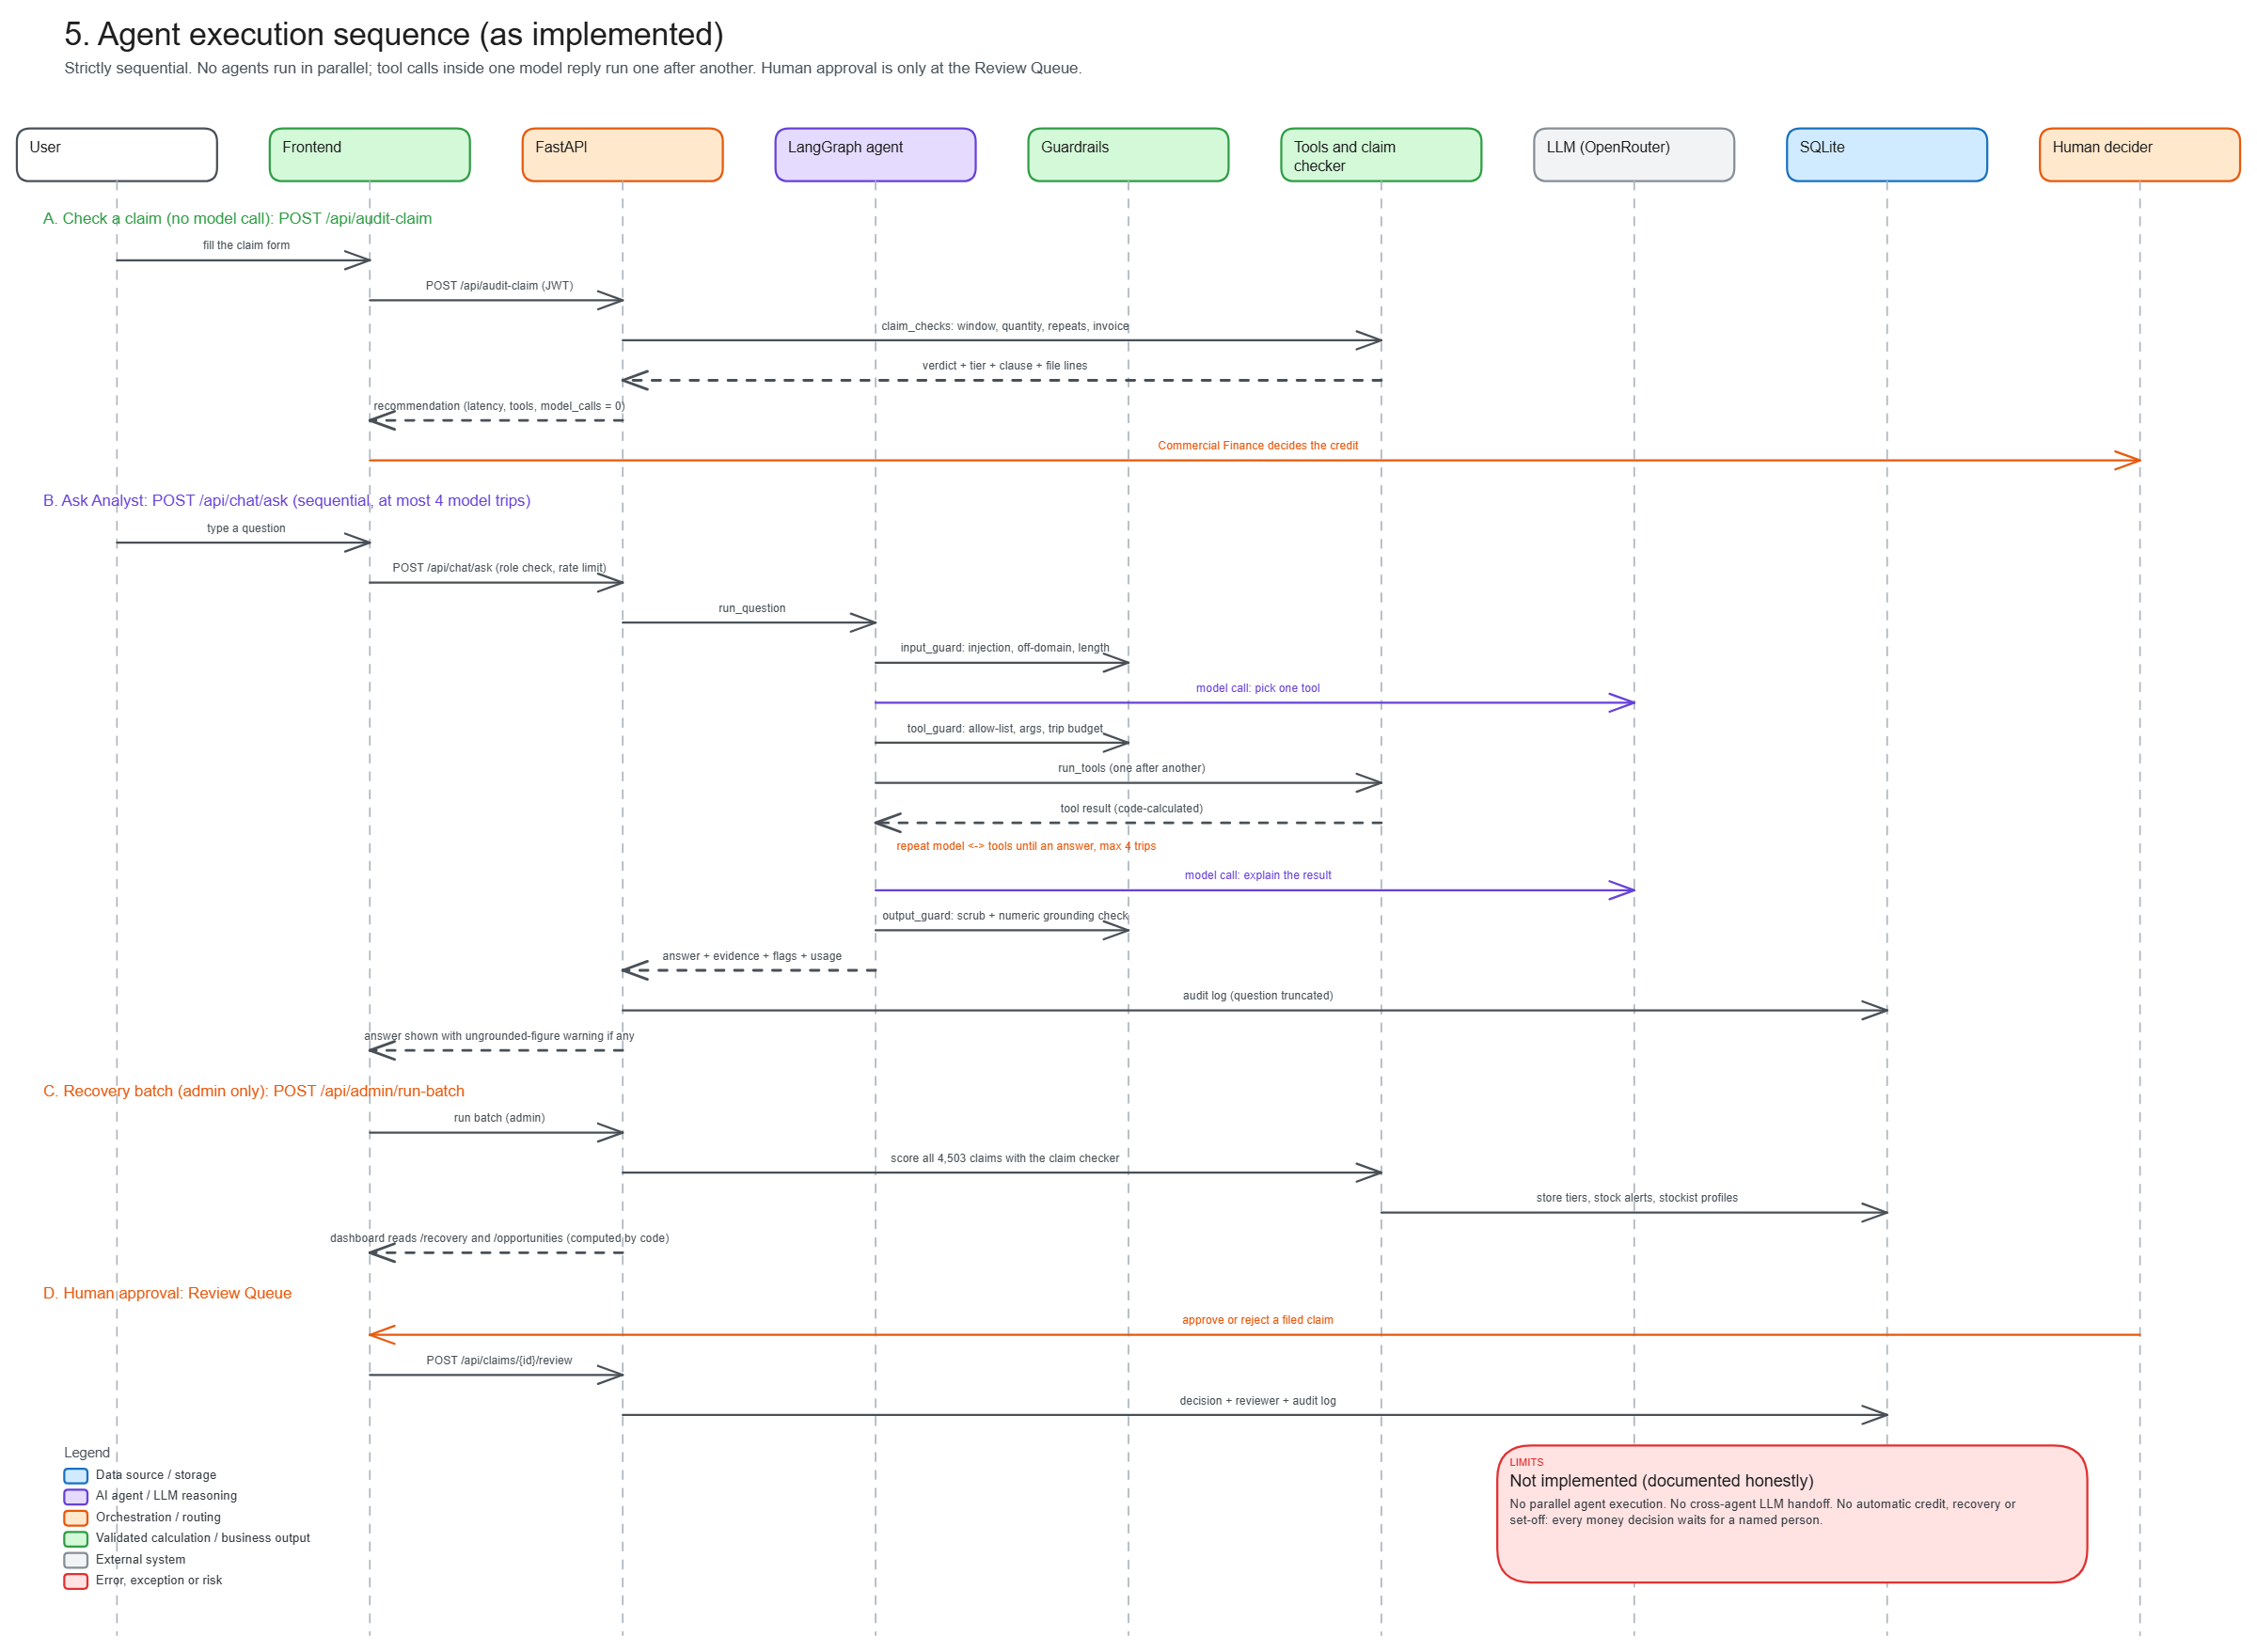 5. Agent execution sequence (as implemented)
Strictly sequential. No agents run in parallel; tool calls inside one model reply run one after another. Human approval is only at the Review Queue.
User
Frontend
FastAPI
LangGraph agent
Guardrails
Tools and claim
checker
LLM (OpenRouter)
SQLite
Human decider
A. Check a claim (no model call): POST /api/audit-claim
fill the claim form
POST /api/audit-claim (JWT)
claim_checks: window, quantity, repeats, invoice
verdict + tier + clause + file lines
recommendation (latency, tools, model_calls = 0)
Commercial Finance decides the credit
B. Ask Analyst: POST /api/chat/ask (sequential, at most 4 model trips)
type a question
POST /api/chat/ask (role check, rate limit)
run_question
input_guard: injection, off-domain, length
model call: pick one tool
tool_guard: allow-list, args, trip budget
run_tools (one after another)
tool result (code-calculated)
repeat model <-> tools until an answer, max 4 trips
model call: explain the result
output_guard: scrub + numeric grounding check
answer + evidence + flags + usage
audit log (question truncated)
answer shown with ungrounded-figure warning if any
C. Recovery batch (admin only): POST /api/admin/run-batch
run batch (admin)
score all 4,503 claims with the claim checker
store tiers, stock alerts, stockist profiles
dashboard reads /recovery and /opportunities (computed by code)
D. Human approval: Review Queue
approve or reject a filed claim
POST /api/claims/{id}/review
decision + reviewer + audit log
Legend
Data source / storage
AI agent / LLM reasoning
Orchestration / routing
Validated calculation / business output
External system
Error, exception or risk
LIMITS
Not implemented (documented honestly)
No parallel agent execution. No cross-agent LLM handoff. No automatic credit, recovery or
set-off: every money decision waits for a named person.